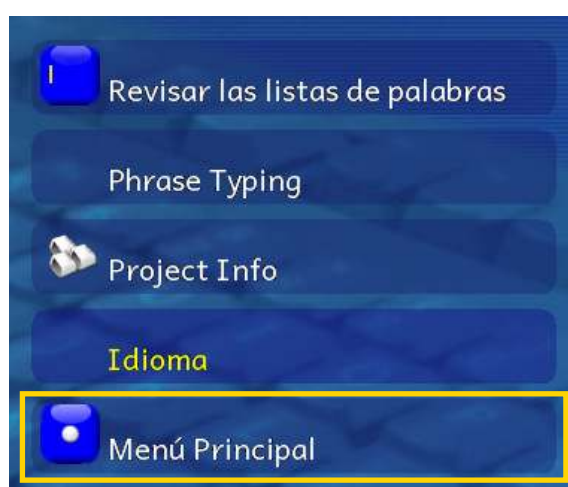 Revisar las listas de palabras
Phrase Typing
Project Info
Idioma
Menú Principal